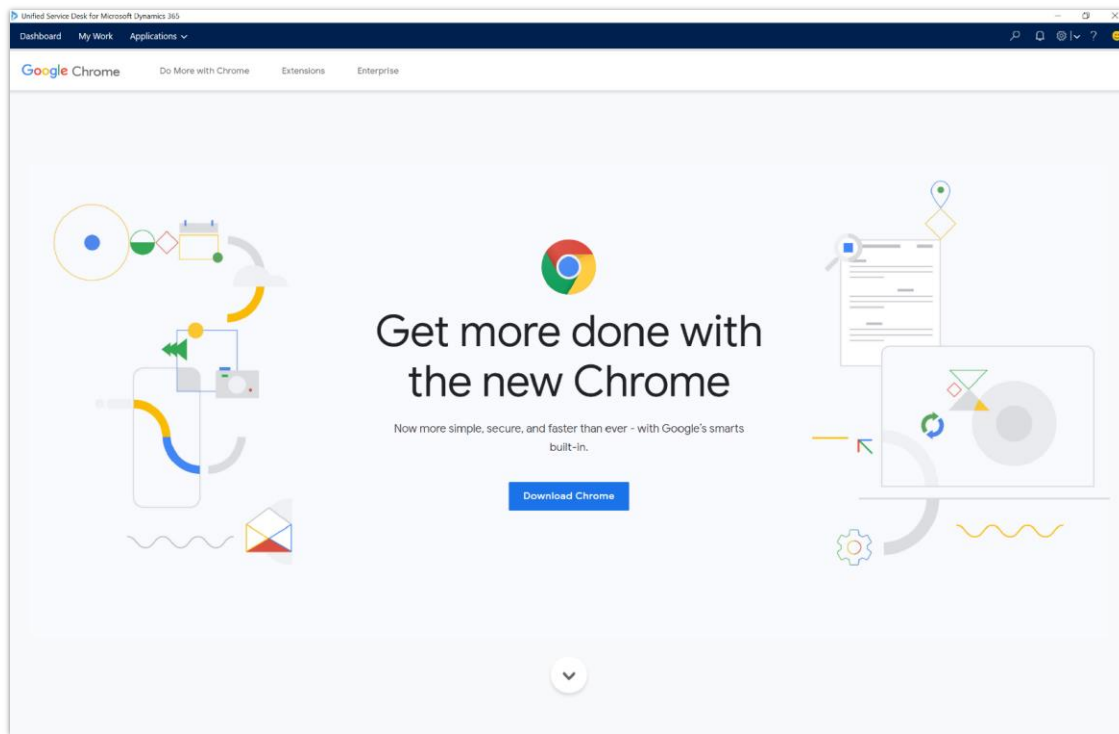 Unified Service Desk for Microsoft Dynamics 365
Dashboard My Work Applications
Google Chrome Do More with Chrome Extensions Enterprise
Get more done with
the new Chrome
Now more simple, secure, and faster than ever - with Google's smarts
built-in.
Download Chrome